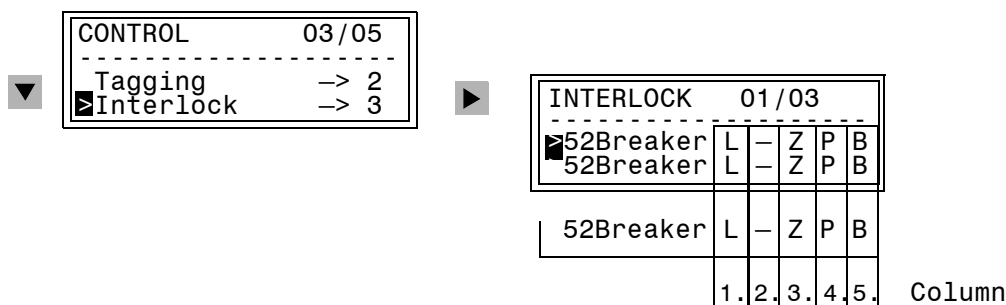 CONTROL 03/05
--------------------
Tagging —> 2
>Interlock —> 3
▼
▶
INTERLOCK 01/03
--------------------
>52Breaker L – Z P B
52Breaker L – Z P B
52Breaker L – Z P B
1. 2. 3. 4. 5. Column